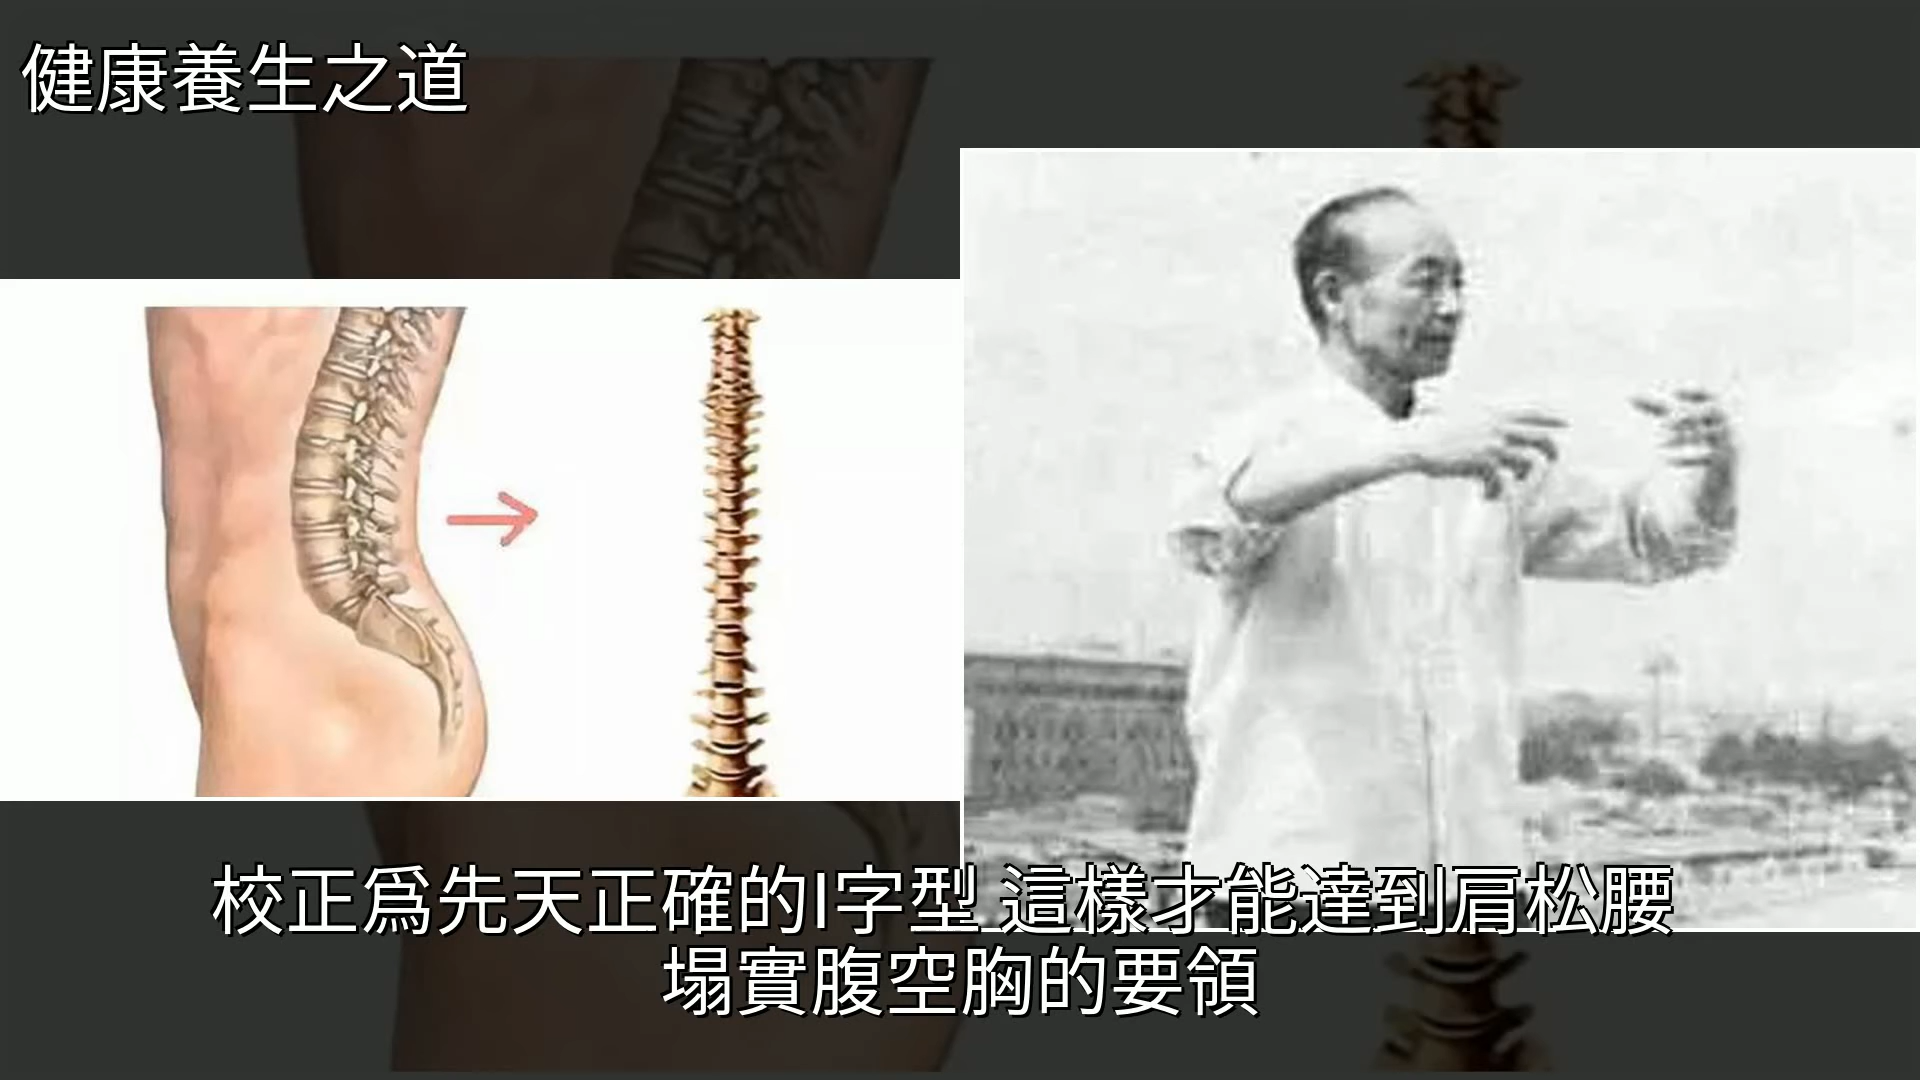 健康養生之道
校正爲先天正確的I字型 這樣才能達到肩松腰
塌實腹空胸的要領